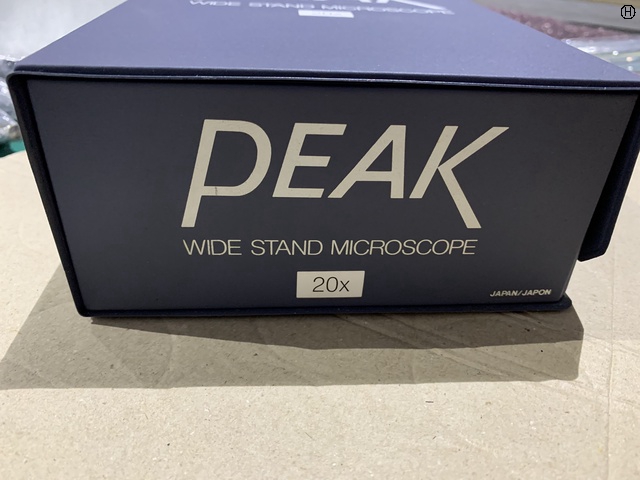 WIDE STAND MICROSCOPE
PEAK
WIDE STAND MICROSCOPE
20x
JAPAN/JAPON
H